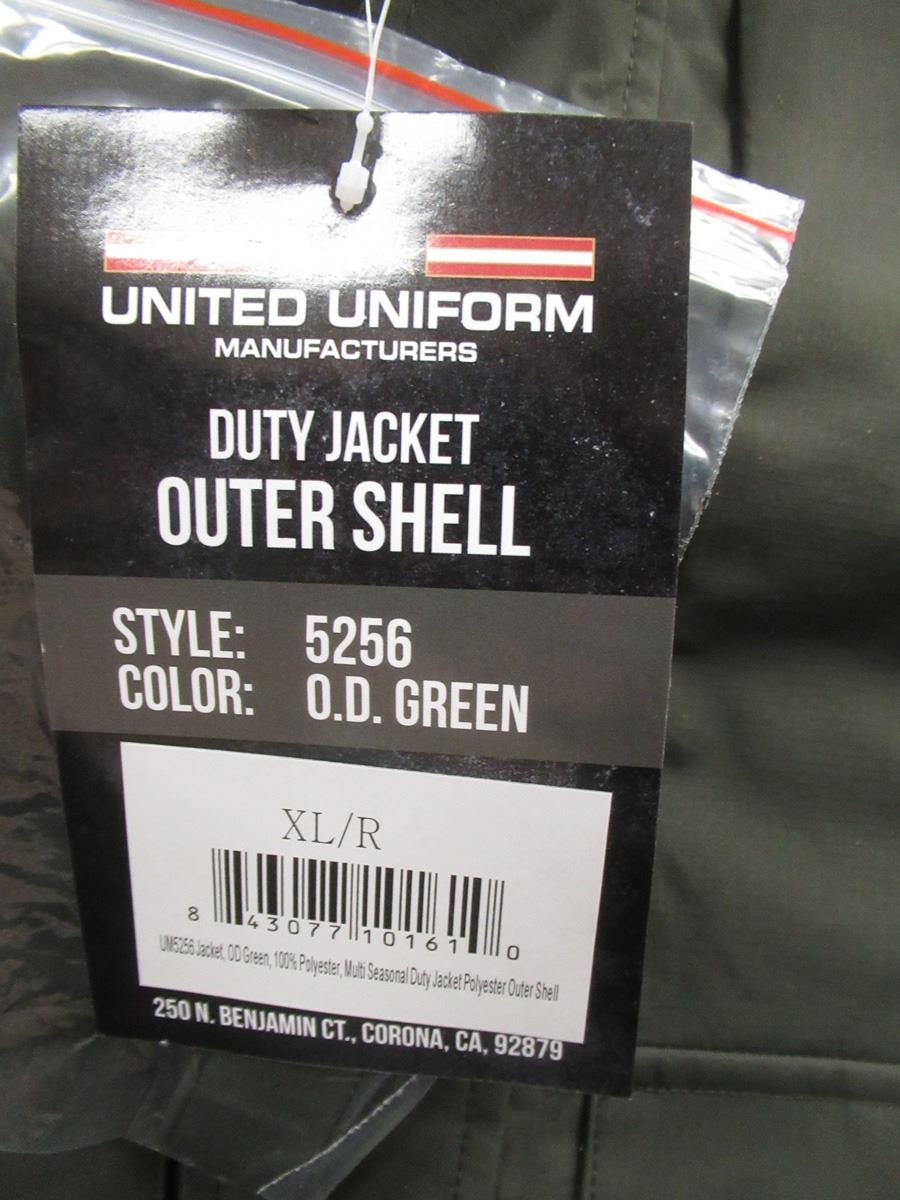 UNITED UNIFORM
MANUFACTURERS
DUTY JACKET
OUTER SHELL
STYLE: 5256
COLOR: O.D. GREEN
XL/R
8 43077 10161 0
UM5256 Jacket, OD Green, 100% Polyester, Multi Seasonal Duty Jacket Polyester Outer Shell
250 N. BENJAMIN CT., CORONA, CA, 92879